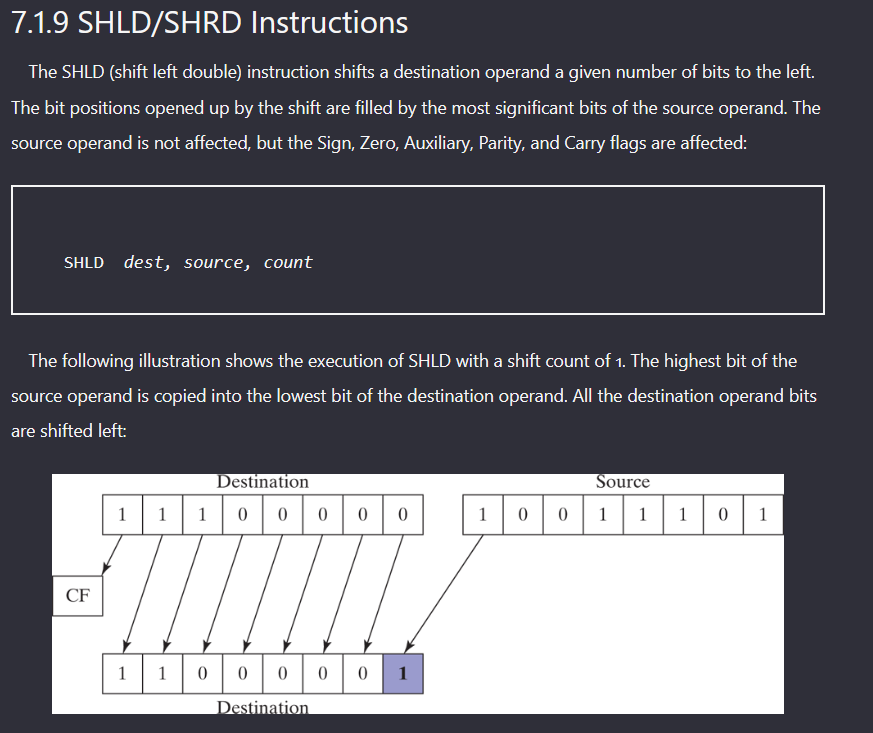 7.1.9 SHLD/SHRD Instructions
The SHLD (shift left double) instruction shifts a destination operand a given number of bits to the left.
The bit positions opened up by the shift are filled by the most significant bits of the source operand. The
source operand is not affected, but the Sign, Zero, Auxiliary, Parity, and Carry flags are affected:
SHLD dest, source, count
The following illustration shows the execution of SHLD with a shift count of 1. The highest bit of the
source operand is copied into the lowest bit of the destination operand. All the destination operand bits
are shifted left:
Destination Source
1 1 1 0 0 0 0 0 1 0 0 1 1 1 0 1
CF
1 1 0 0 0 0 0 1
Destination